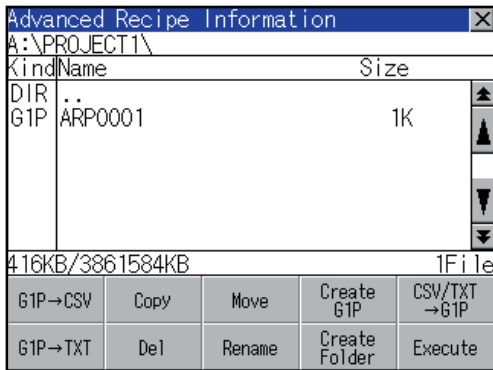 Advanced Recipe Information ×
A:\PROJECT1\
Kind Name Size
DIR ..
G1P ARP0001 1K
416KB/3861584KB 1File
G1P→CSV Copy Move Create G1P CSV/TXT →G1P
G1P→TXT Del Rename Create Folder Execute